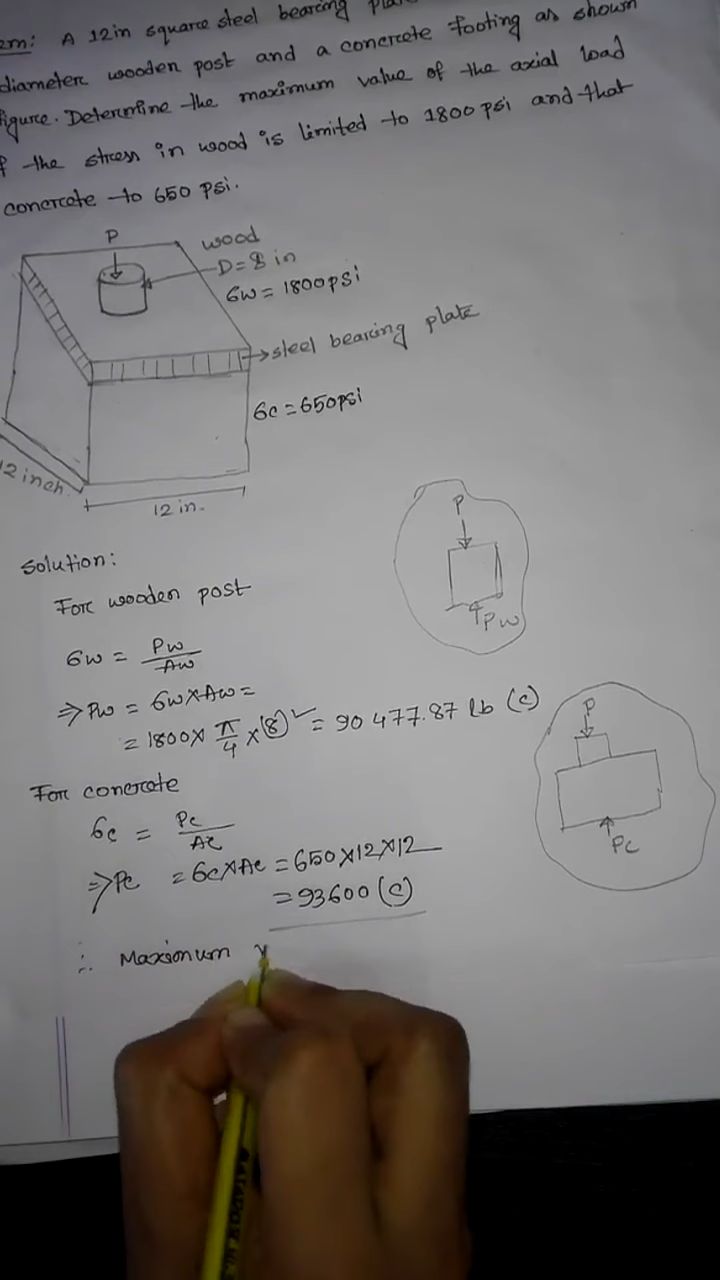 em: A 12in square steel bearing plat
diameter wooden post and a concrete footing as shown
figure. Determine the maximum value of the axial load
f the stress in wood is limited to 1800 psi and that
concrete to 650 psi.
P
wood
D = 8 in
σw = 1800psi
steel bearing plate
σc = 650psi
12 inch.
12 in.
Solution:
For wooden post
P
Pw
σw = Pw/Aw
⇒ Pw = σw×Aw =
= 1800 × π/4 × (8)² = 90 477.87 lb (c)
For concrete
P
Pc
σc = Pc/Ac
⇒ Pc = σc×Ac = 650×12×12
= 93600 (c)
∴ Maximum